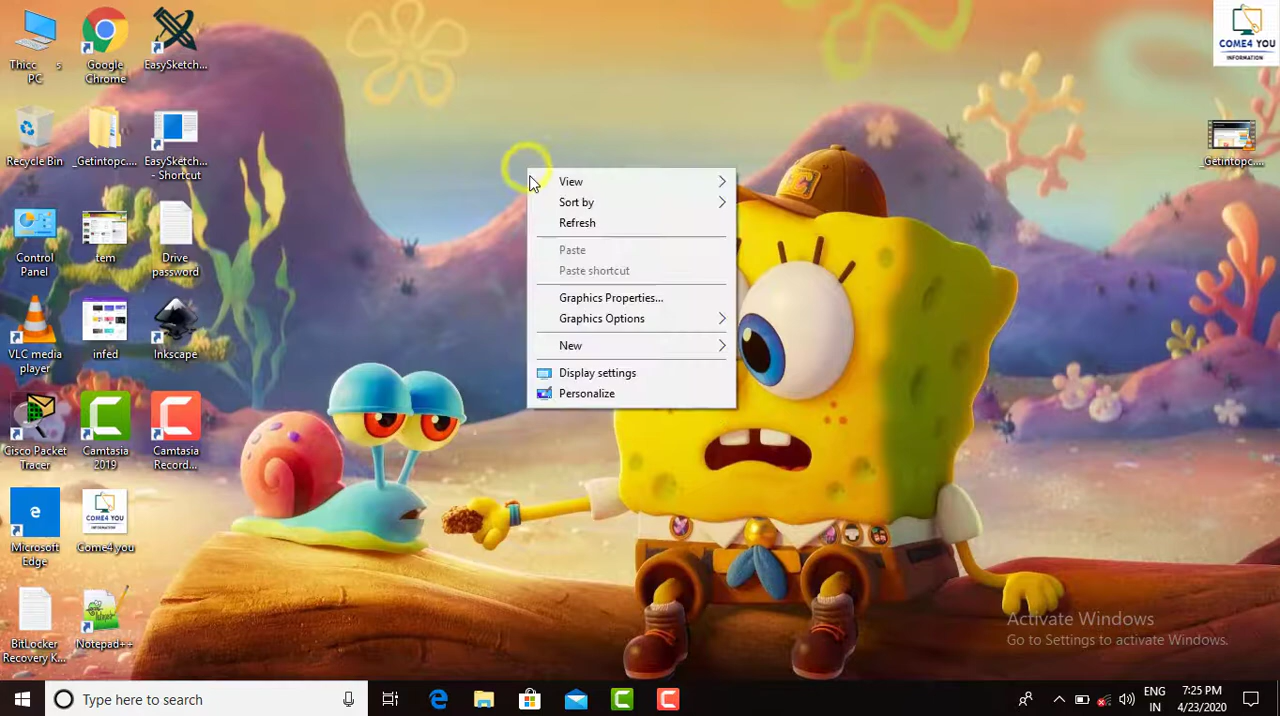 Thicc s
PC
Google
Chrome
EasySketch...
Recycle Bin
_Getintopc....
EasySketch...
- Shortcut
Control
Panel
tem
Drive
password
VLC media
player
infed
Inkscape
Cisco Packet
Tracer
Camtasia
2019
Camtasia
Record...
Microsoft
Edge
COME4 YOU
INFORMATION
Come4.you
BitLocker
Recovery K...
Notepad++
View
Sort by
Refresh
Paste
Paste shortcut
Graphics Properties...
Graphics Options
New
Display settings
Personalize
COME4 YOU
INFORMATION
_Getintopc....
Activate Windows
Go to Settings to activate Windows.
Type here to search
ENG
IN
7:25 PM
4/23/2020